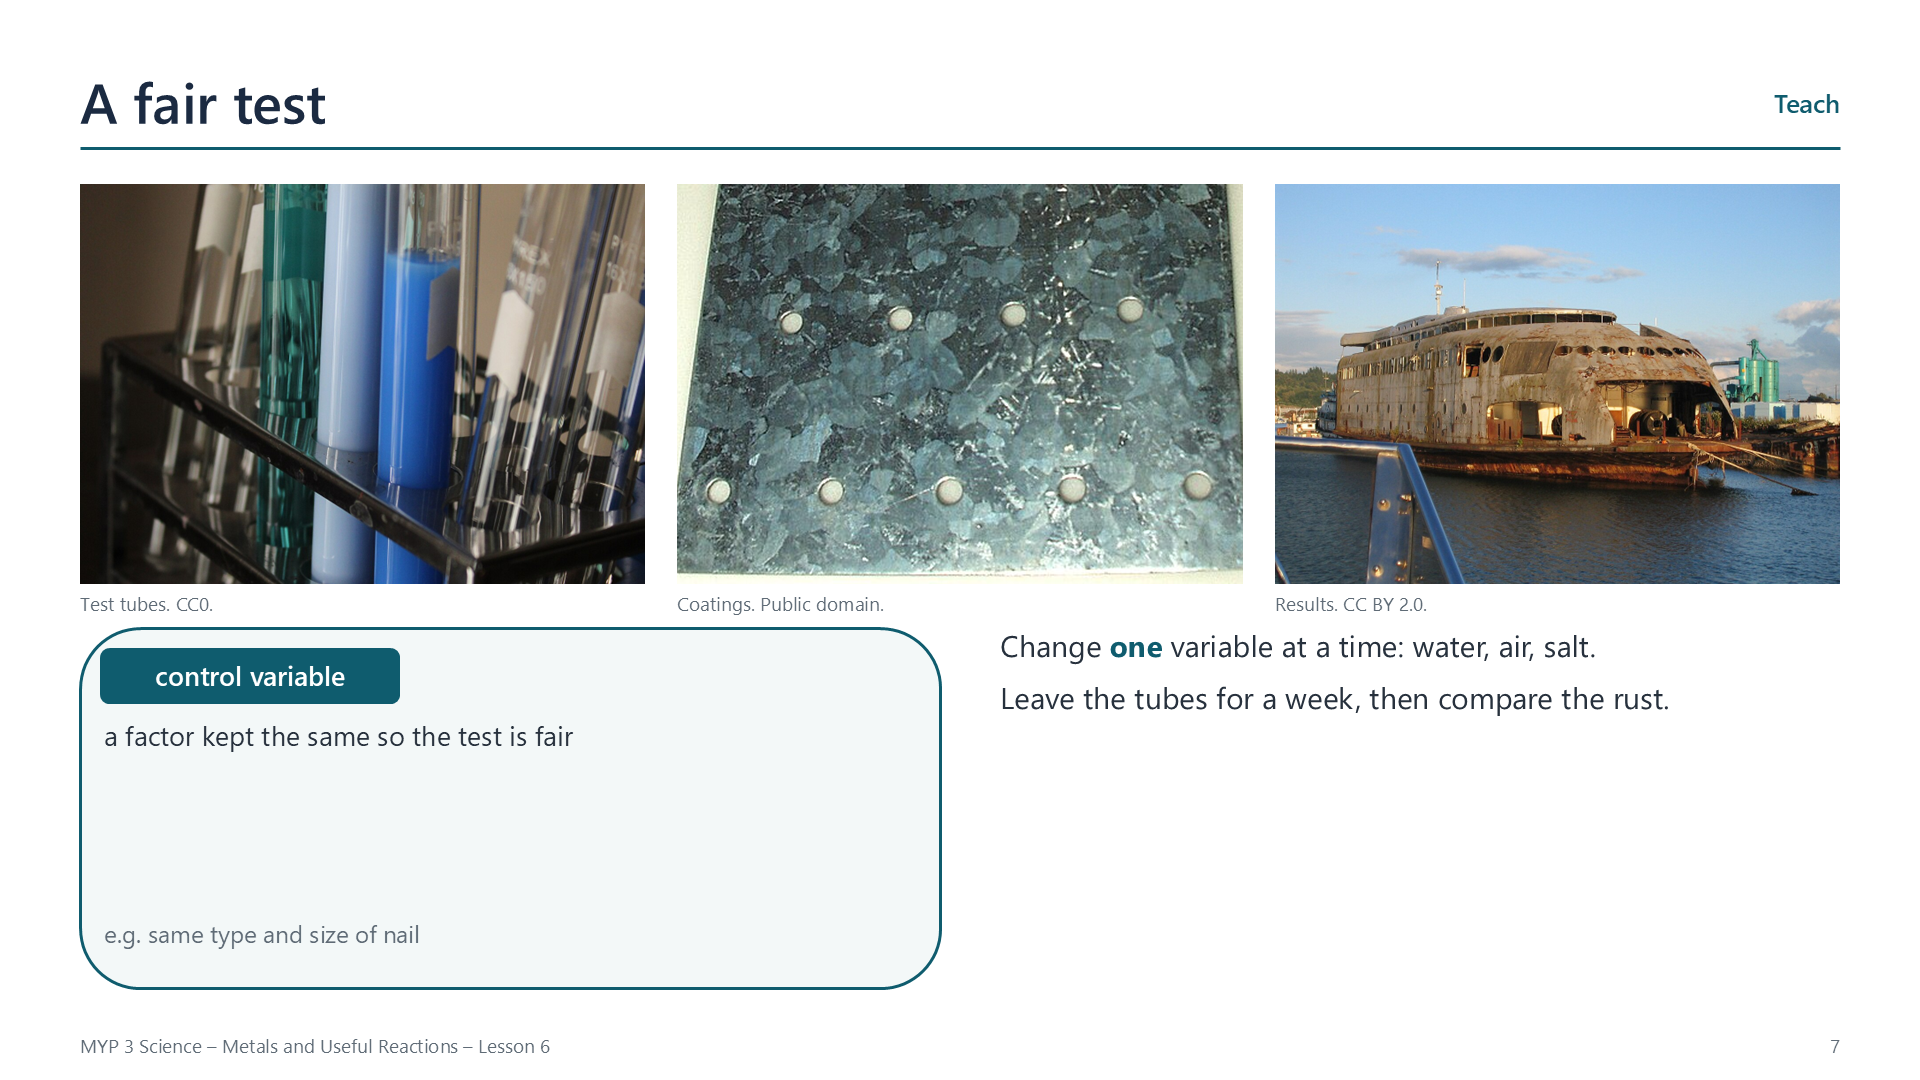 A fair test
Teach
Test tubes. CC0.
Coatings. Public domain.
Results. CC BY 2.0.
control variable
a factor kept the same so the test is fair
e.g. same type and size of nail
Change one variable at a time: water, air, salt.
Leave the tubes for a week, then compare the rust.
MYP 3 Science – Metals and Useful Reactions – Lesson 6
7